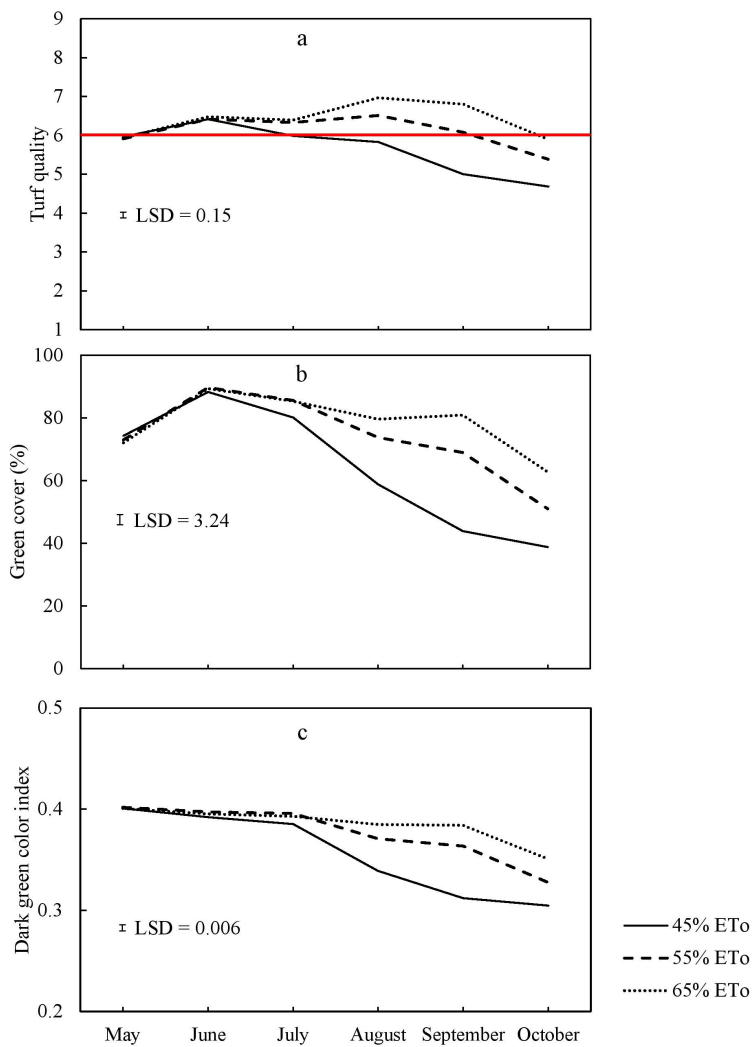 a
9
8
7
6
5
4
3
2
1
Turf quality
LSD = 0.15
b
100
80
60
40
20
0
Green cover (%)
LSD = 3.24
c
0.5
0.4
0.3
0.2
Dark green color index
LSD = 0.006
May June July August September October
45% ETo
55% ETo
65% ETo